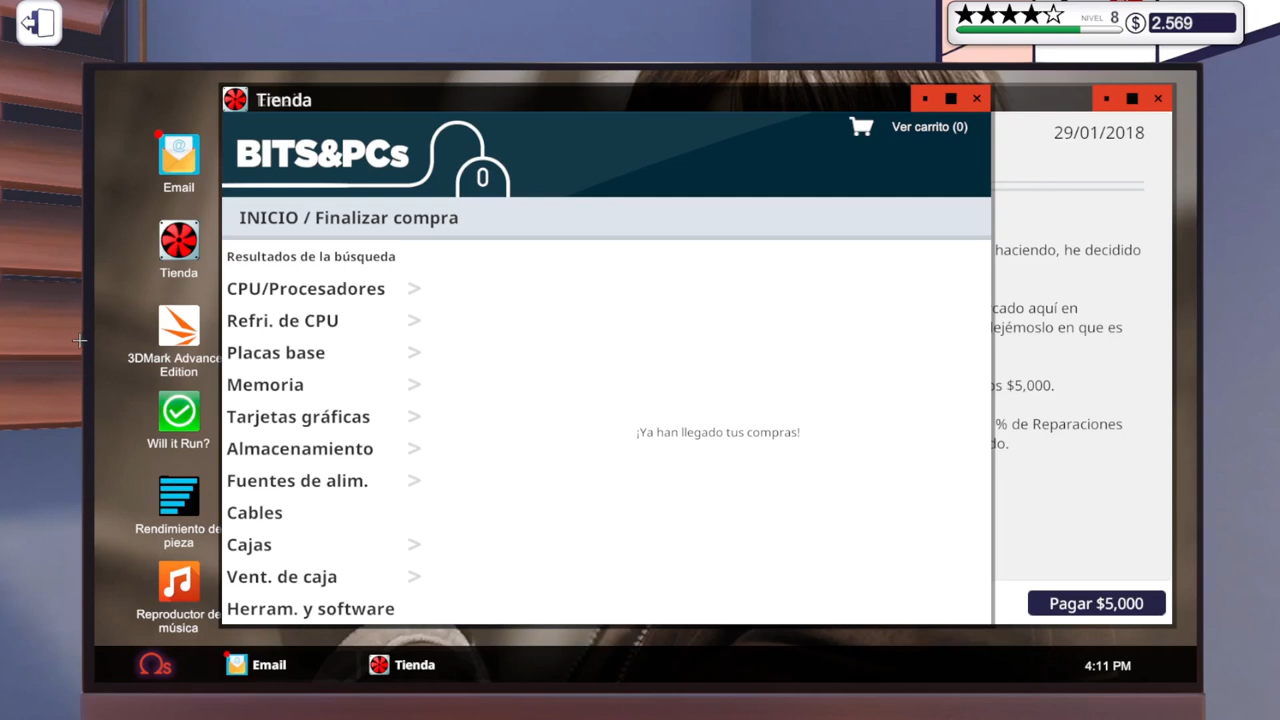 NIVEL 8 $ 2.569
Tienda
BITS&PCs
Ver carrito (0)
29/01/2018
INICIO / Finalizar compra
Resultados de la búsqueda
CPU/Procesadores >
Refri. de CPU >
Placas base >
Memoria >
Tarjetas gráficas >
Almacenamiento >
Fuentes de alim. >
Cables
Cajas >
Vent. de caja >
Herram. y software
¡Ya han llegado tus compras!
haciendo, he decidido
cado aquí en
lejémoslo en que es
os $5,000.
% de Reparaciones
do.
Pagar $5,000
Email
Tienda
3DMark Advance
Edition
Will it Run?
Rendimiento de
pieza
Reproductor de
música
Ωs
Email
Tienda
4:11 PM